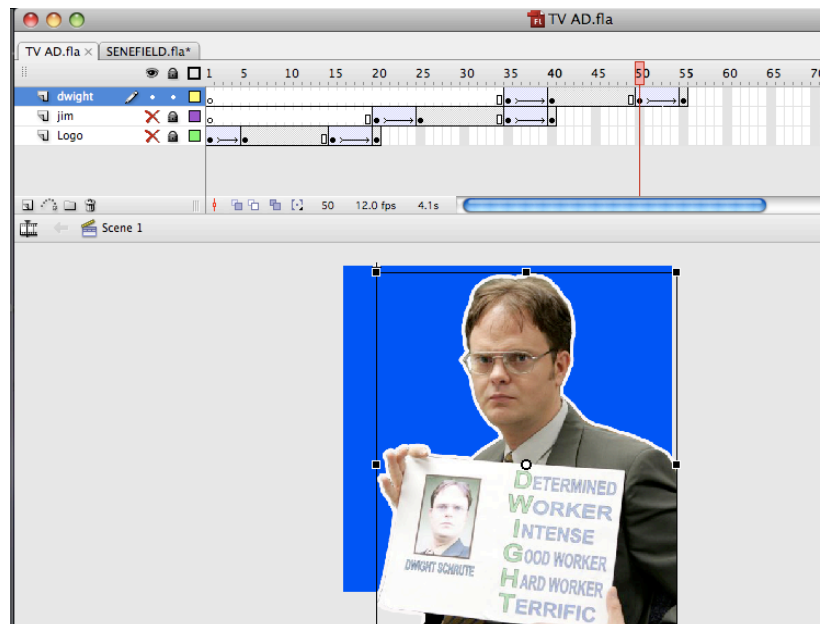 Fl TV AD.fla
TV AD.fla × SENEFIELD.fla*
1 5 10 15 20 25 30 35 40 45 50 55 60 65 70
dwight
jim
Logo
50 12.0 fps 4.1s
Scene 1
DETERMINED
WORKER
INTENSE
GOOD WORKER
HARD WORKER
TERRIFIC
DWIGHT SCHRUTE